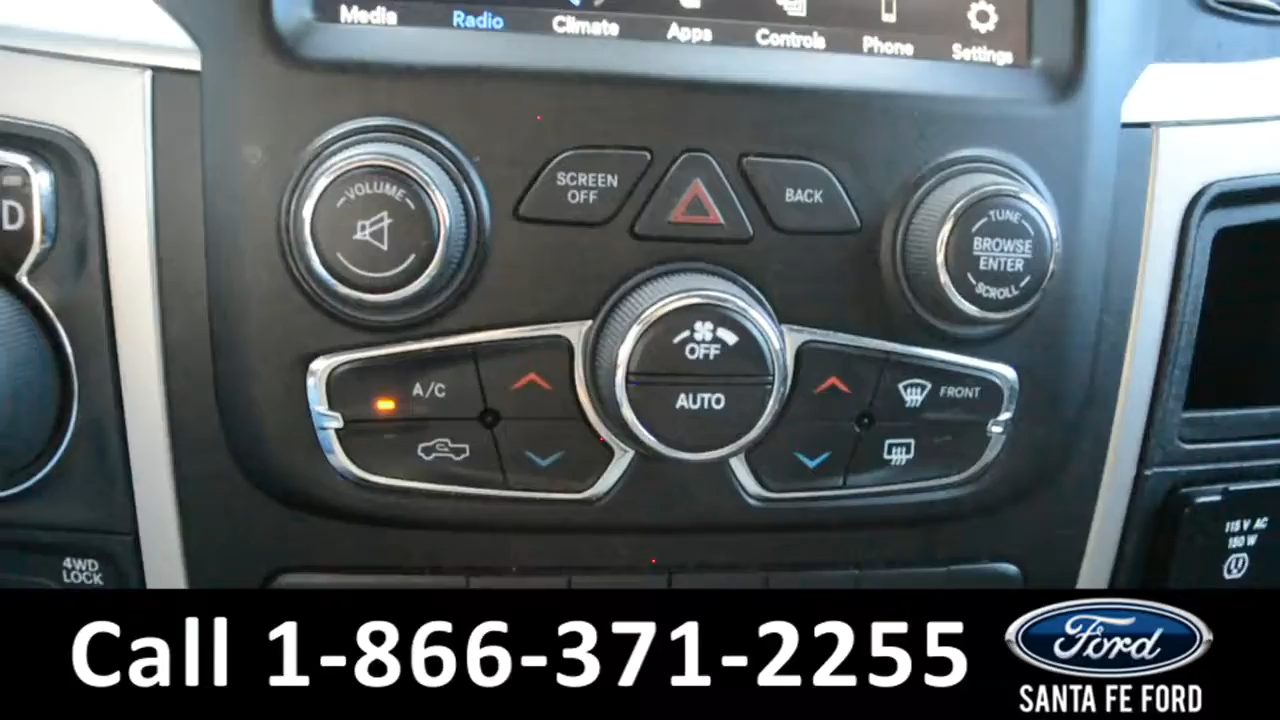 Media Radio Climate Apps Controls Phone Settings
VOLUME
SCREEN
OFF
BACK
TUNE
BROWSE
ENTER
SCROLL
D
OFF
AUTO
A/C
FRONT
4WD
LOCK
115 V AC
150 W
Call 1-866-371-2255
Ford
SANTA FE FORD